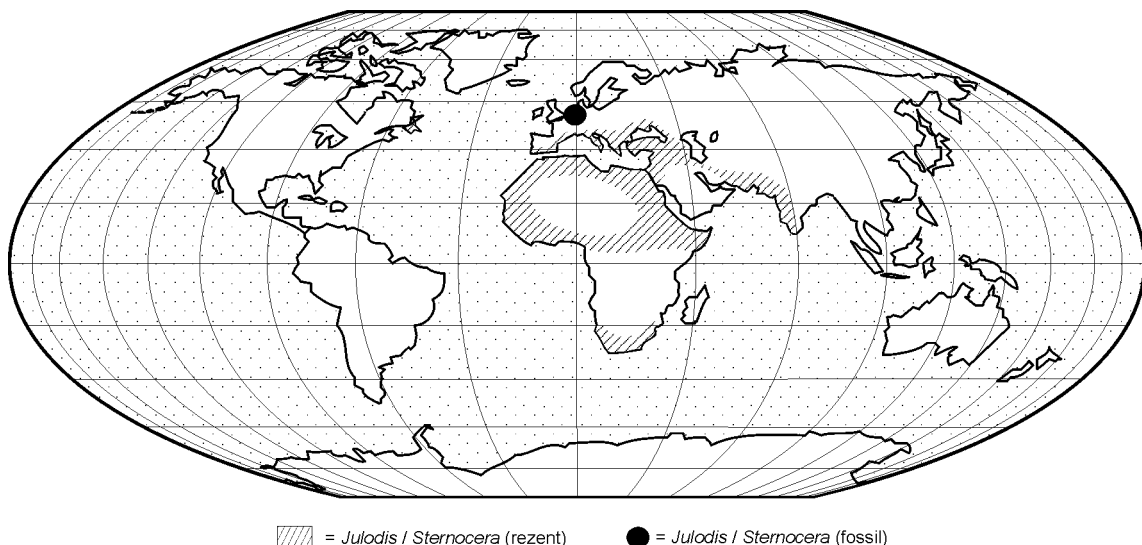 = Julodis / Sternocera (rezent) = Julodis / Sternocera (fossil)